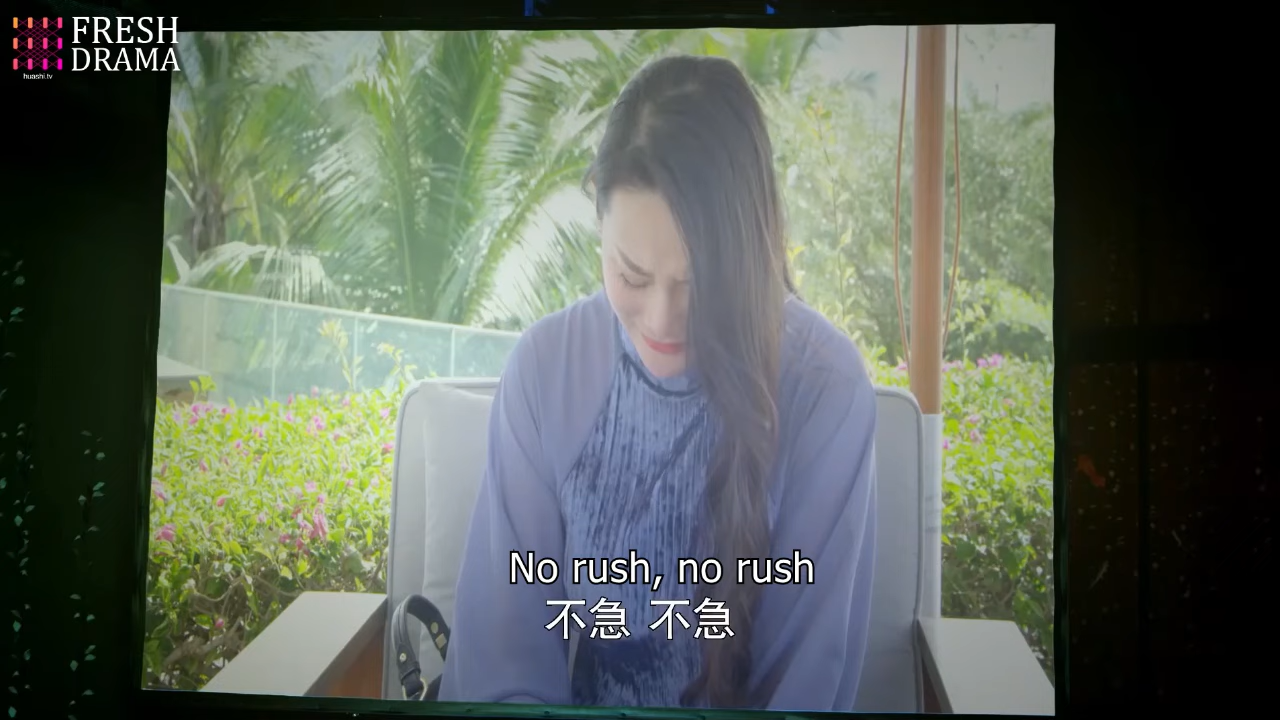 FRESH
DRAMA
huashi.tv
No rush, no rush
不急 不急